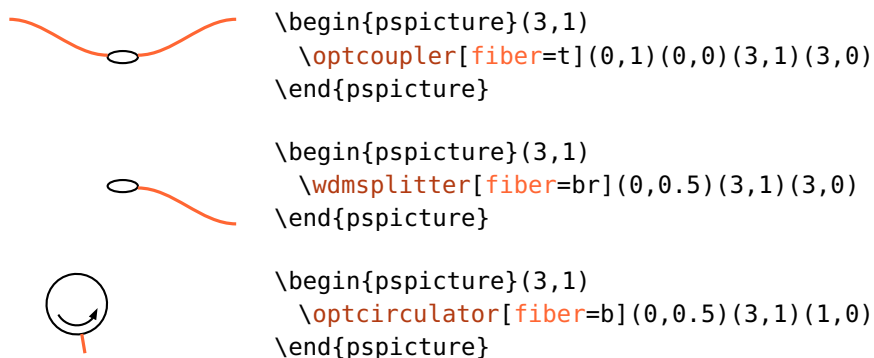 \begin{pspicture}(3,1)
  \optcoupler[fiber=t](0,1)(0,0)(3,1)(3,0)
\end{pspicture}
\begin{pspicture}(3,1)
  \wdmsplitter[fiber=br](0,0.5)(3,1)(3,0)
\end{pspicture}
\begin{pspicture}(3,1)
  \optcirculator[fiber=b](0,0.5)(3,1)(1,0)
\end{pspicture}